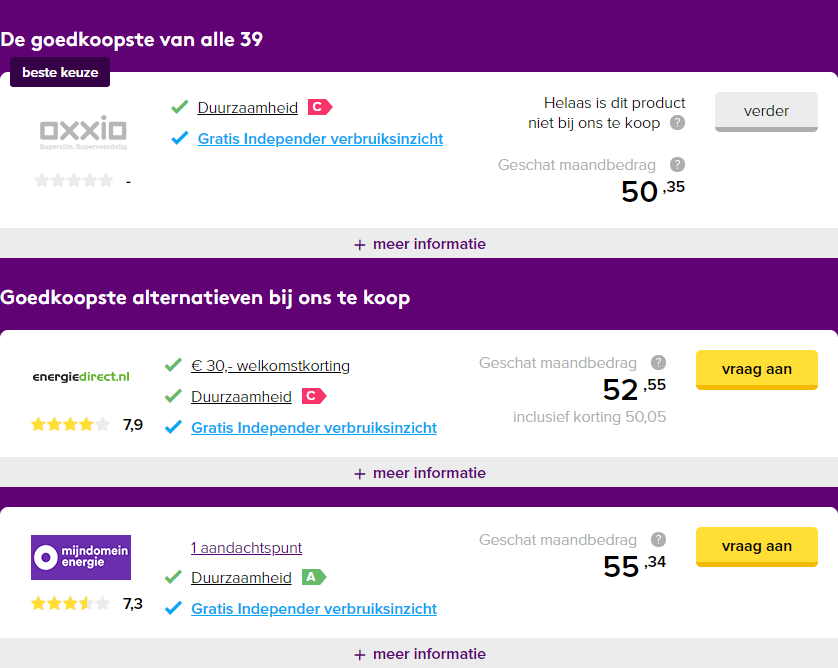 De goedkoopste van alle 39
beste keuze
oxxio
Superslim. Supervoordelig.
-
Duurzaamheid C
Gratis Independer verbruiksinzicht
Helaas is dit product
niet bij ons te koop ?
Geschat maandbedrag ?
50 ,35
verder
+ meer informatie
Goedkoopste alternatieven bij ons te koop
energiedirect.nl
7,9
€ 30,- welkomstkorting
Duurzaamheid C
Gratis Independer verbruiksinzicht
Geschat maandbedrag ?
52 ,55
inclusief korting 50,05
vraag aan
+ meer informatie
mijndomein
energie
7,3
1 aandachtspunt
Duurzaamheid A
Gratis Independer verbruiksinzicht
Geschat maandbedrag ?
55 ,34
vraag aan
+ meer informatie